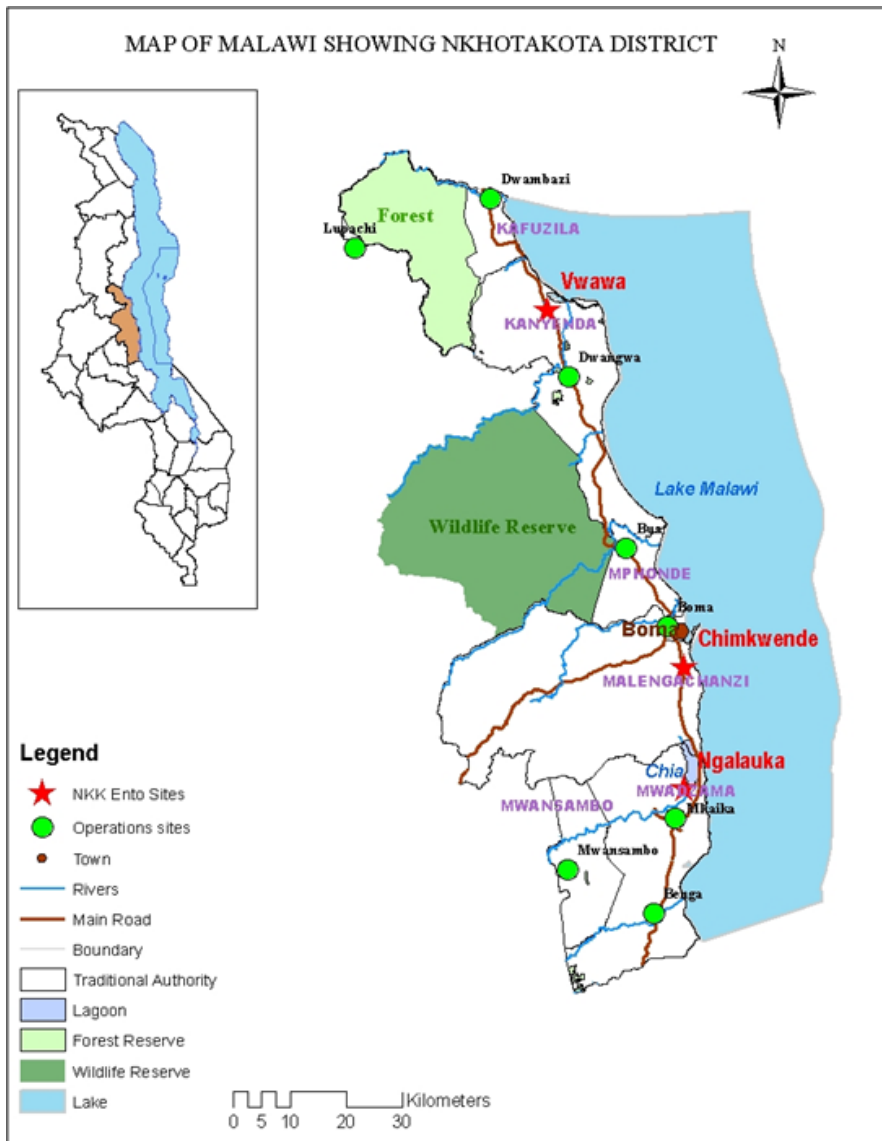 MAP OF MALAWI SHOWING NKHOTAKOTA DISTRICT
N
Dwambazi
Forest
Lupachi
KAFUZILA
Vwawa
KANYENDA
Dwangwa
Lake Malawi
Wildlife Reserve
Bua
MPHONDE
Boma
Boma
Chimkwende
MALENGACHANZI
Ngalauka
Chia
MWANSAMBO
Mkaika
Mwansambo
Benga
Legend
NKK Ento Sites
Operations sites
Town
Rivers
Main Road
Boundary
Traditional Authority
Lagoon
Forest Reserve
Wildlife Reserve
Lake
Kilometers
0 5 10 20 30